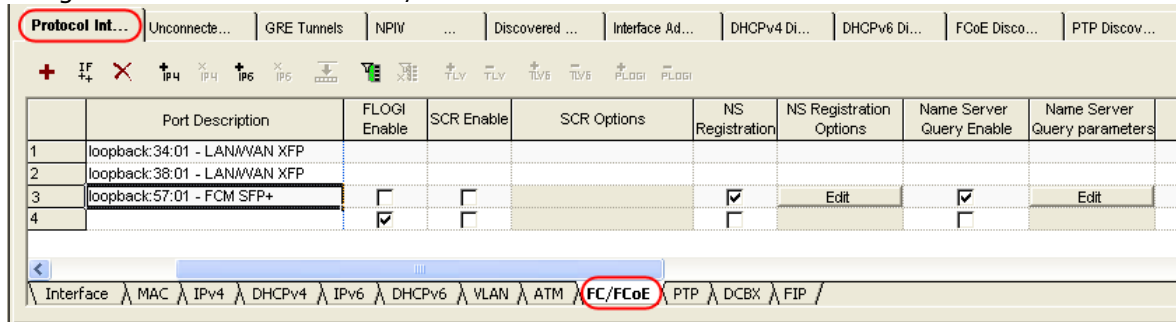 Protocol Int... Unconnecte... GRE Tunnels NPIV ... Discovered ... Interface Ad... DHCPv4 Di... DHCPv6 Di... FCoE Disco... PTP Discov...
IF IP4 IP4 IP6 IP6 TLV TLV TLV6 TLV6 PLOGI PLOGI
Port Description FLOGI Enable SCR Enable SCR Options NS Registration NS Registration Options Name Server Query Enable Name Server Query parameters
1 loopback:34:01 - LAN/WAN XFP
2 loopback:38:01 - LAN/WAN XFP
3 loopback:57:01 - FCM SFP+ Edit Edit
4
Interface MAC IPv4 DHCPv4 IPv6 DHCPv6 VLAN ATM FC/FCoE PTP DCBX FIP